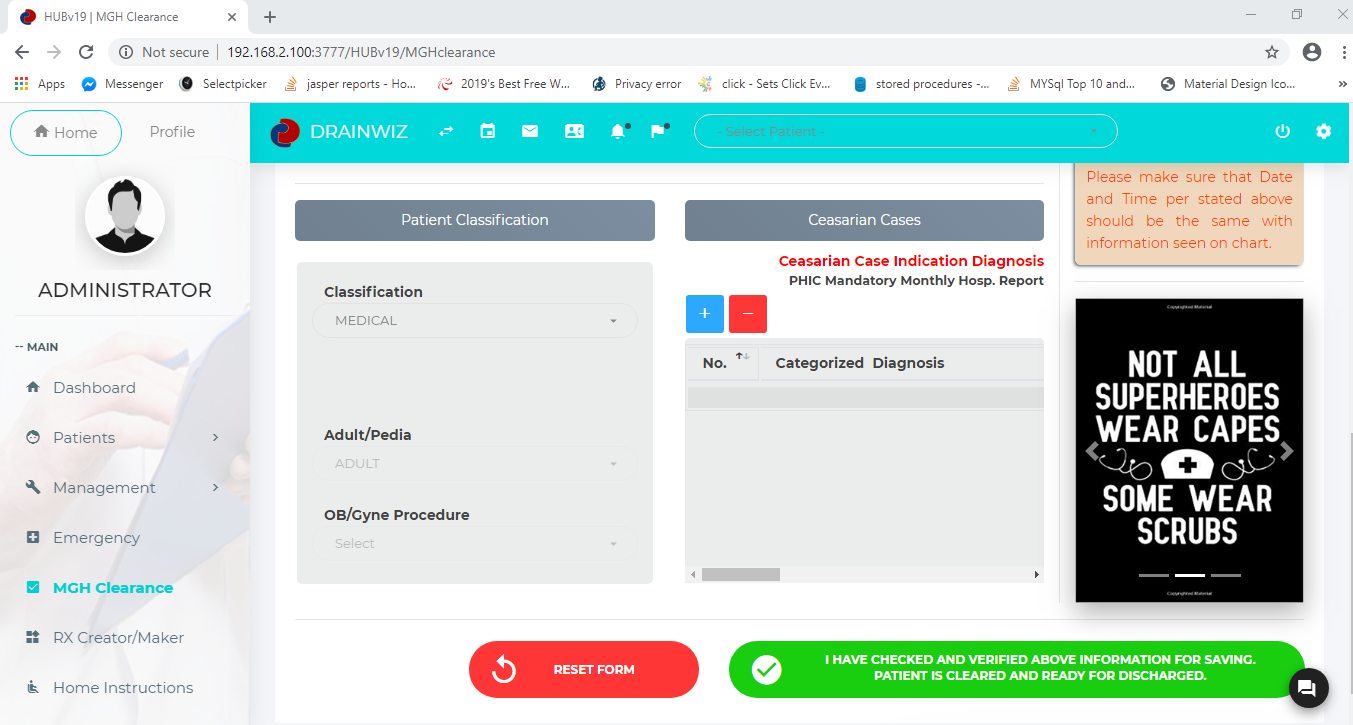 HUBv19 | MGH Clearance
Not secure | 192.168.2.100:3777/HUBv19/MGHclearance
Apps Messenger Selectpicker jasper reports - Ho... 2019's Best Free W... Privacy error click - Sets Click Ev... stored procedures -... MYSql Top 10 and... Material Design Ico... »
Home Profile
DRAINWIZ
- Select Patient -
ADMINISTRATOR
-- MAIN
Dashboard
Patients
Management
Emergency
MGH Clearance
RX Creator/Maker
Home Instructions
Patient Classification
Classification
MEDICAL
Adult/Pedia
ADULT
OB/Gyne Procedure
Select
Ceasarian Cases
Ceasarian Case Indication Diagnosis
PHIC Mandatory Monthly Hosp. Report
+ −
No. Categorized Diagnosis
Please make sure that Date
and Time per stated above
should be the same with
information seen on chart.
Copyrighted Material
NOT ALL
SUPERHEROES
WEAR CAPES
SOME WEAR
SCRUBS
Copyrighted Material
RESET FORM
I HAVE CHECKED AND VERIFIED ABOVE INFORMATION FOR SAVING.
PATIENT IS CLEARED AND READY FOR DISCHARGED.